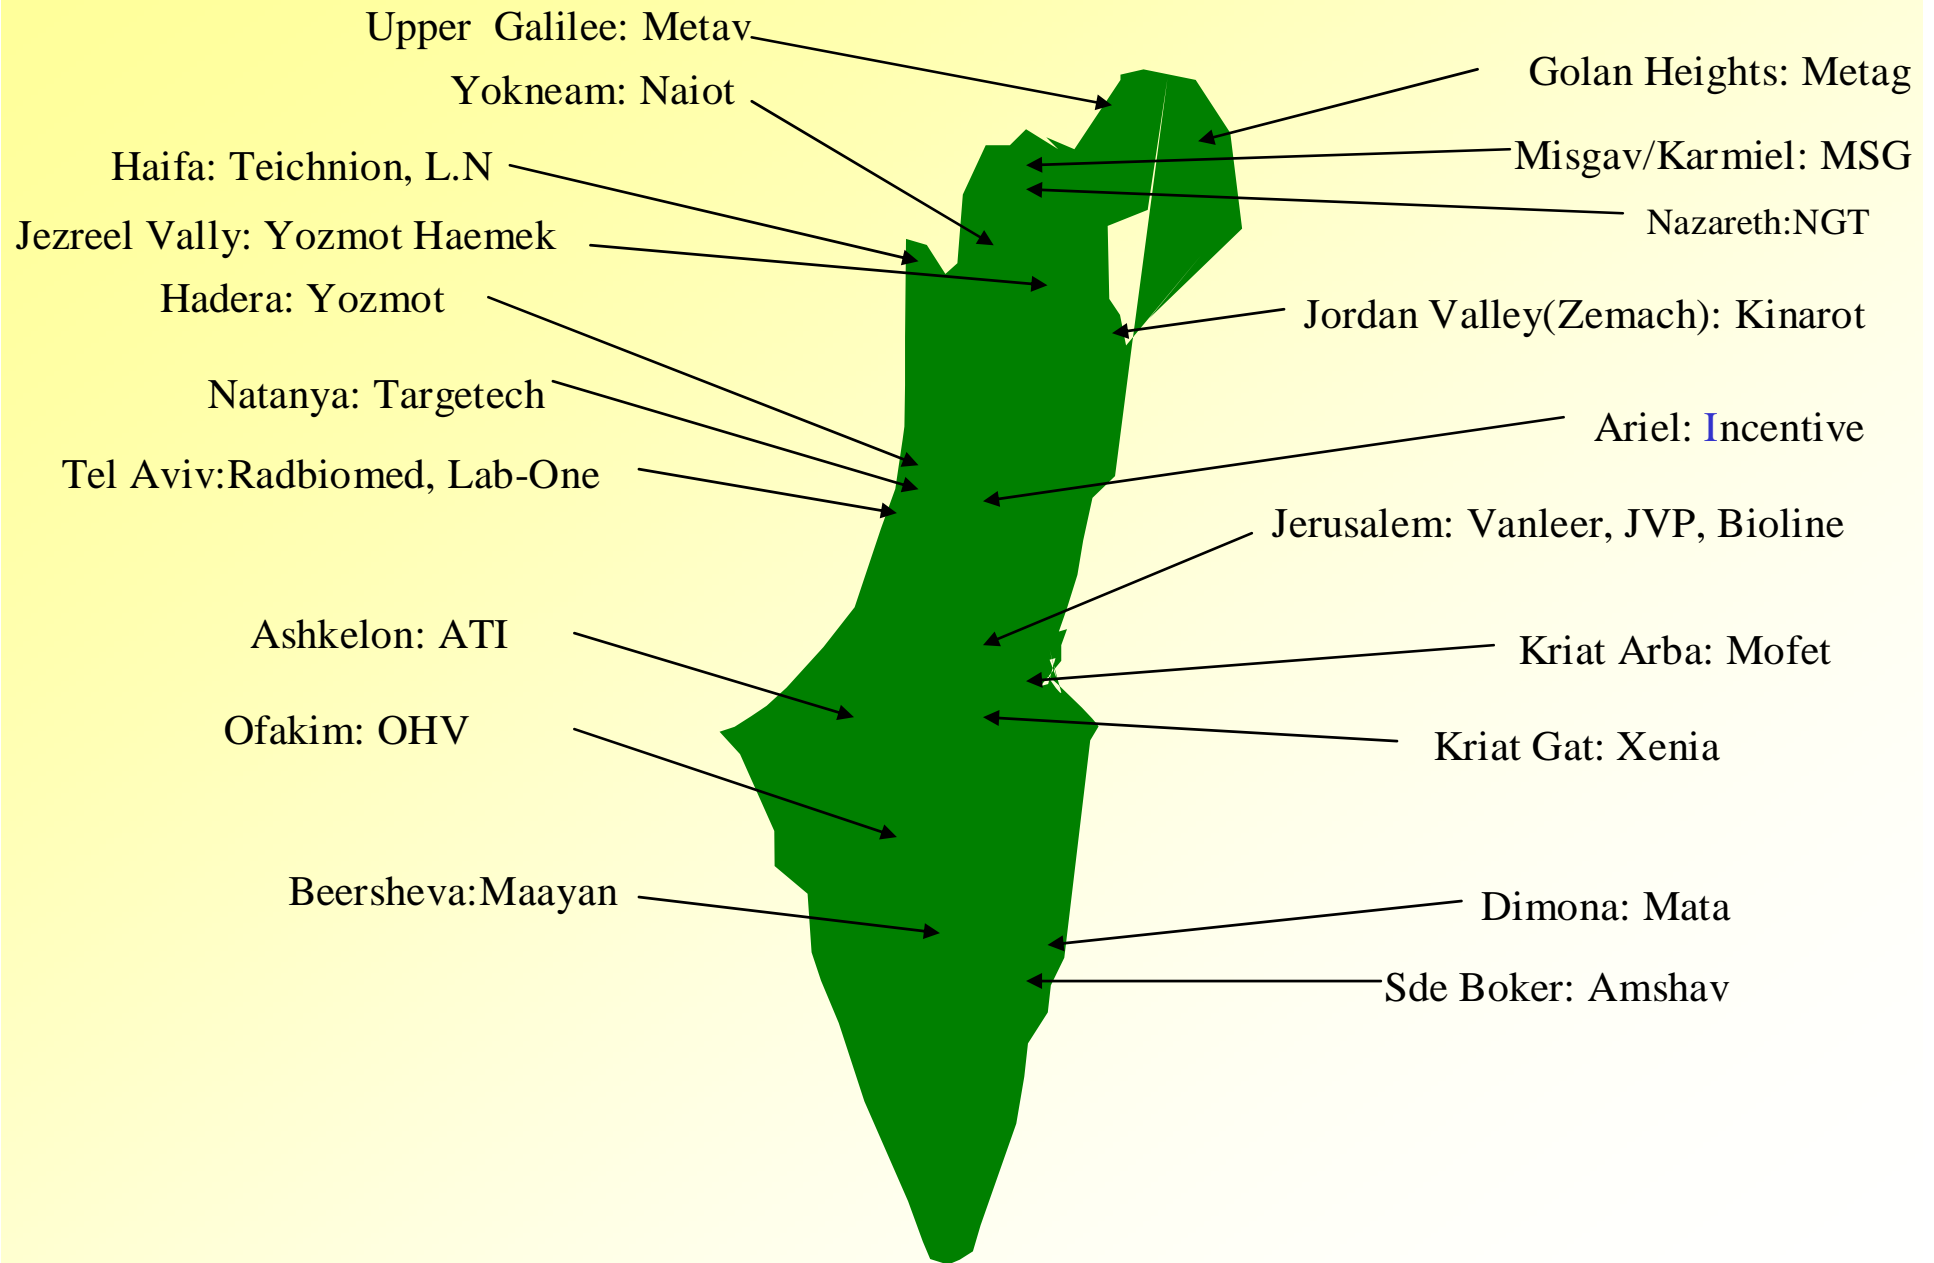 Upper Galilee: Metav
Yokneam: Naiot
Haifa: Teichnion, L.N
Jezreel Vally: Yozmot Haemek
Hadera: Yozmot
Natanya: Targetech
Tel Aviv:Radbiomed, Lab-One
Ashkelon: ATI
Ofakim: OHV
Beersheva:Maayan
Golan Heights: Metag
Misgav/Karmiel: MSG
Nazareth:NGT
Jordan Valley(Zemach): Kinarot
Ariel: Incentive
Jerusalem: Vanleer, JVP, Bioline
Kriat Arba: Mofet
Kriat Gat: Xenia
Dimona: Mata
Sde Boker: Amshav